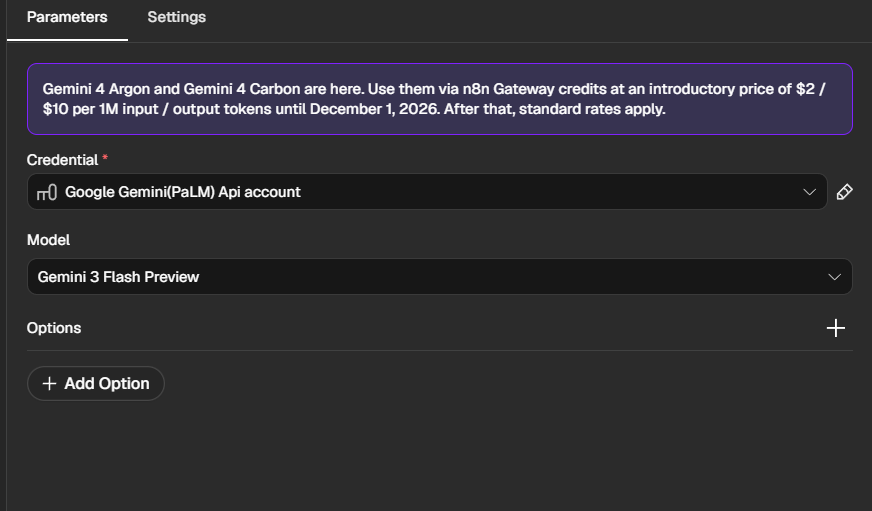 Parameters Settings
Gemini 4 Argon and Gemini 4 Carbon are here. Use them via n8n Gateway credits at an introductory price of $2 /
$10 per 1M input / output tokens until December 1, 2026. After that, standard rates apply.
Credential *
Google Gemini(PaLM) Api account
Model
Gemini 3 Flash Preview
Options
Add Option